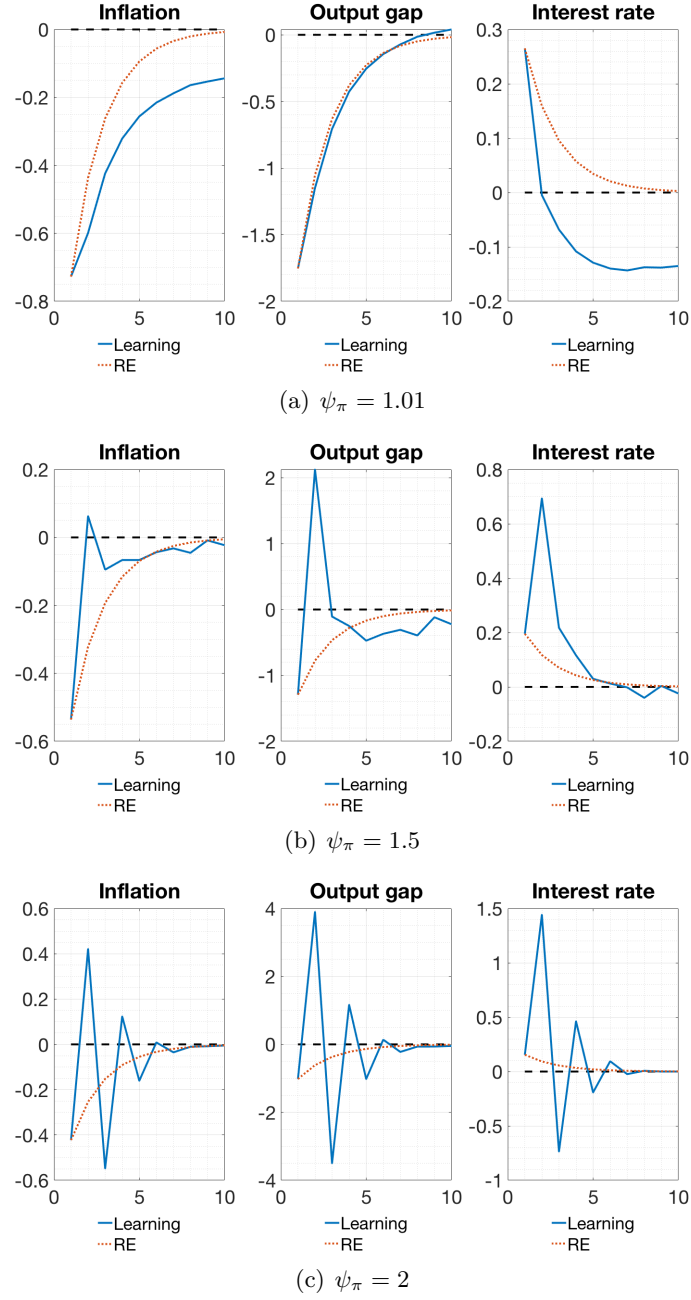 Inflation
Output gap
Interest rate
0
-0.2
-0.4
-0.6
-0.8
0
5
10
0
-0.5
-1
-1.5
-2
0
5
10
0.3
0.2
0.1
0
-0.1
-0.2
0
5
10
Learning
RE
Learning
RE
Learning
RE
(a) ψπ = 1.01
Inflation
Output gap
Interest rate
0.2
0
-0.2
-0.4
-0.6
0
5
10
2
1
0
-1
-2
0
5
10
0.8
0.6
0.4
0.2
0
-0.2
0
5
10
Learning
RE
Learning
RE
Learning
RE
(b) ψπ = 1.5
Inflation
Output gap
Interest rate
0.6
0.4
0.2
0
-0.2
-0.4
-0.6
0
5
10
4
2
0
-2
-4
0
5
10
1.5
1
0.5
0
-0.5
-1
0
5
10
Learning
RE
Learning
RE
Learning
RE
(c) ψπ = 2